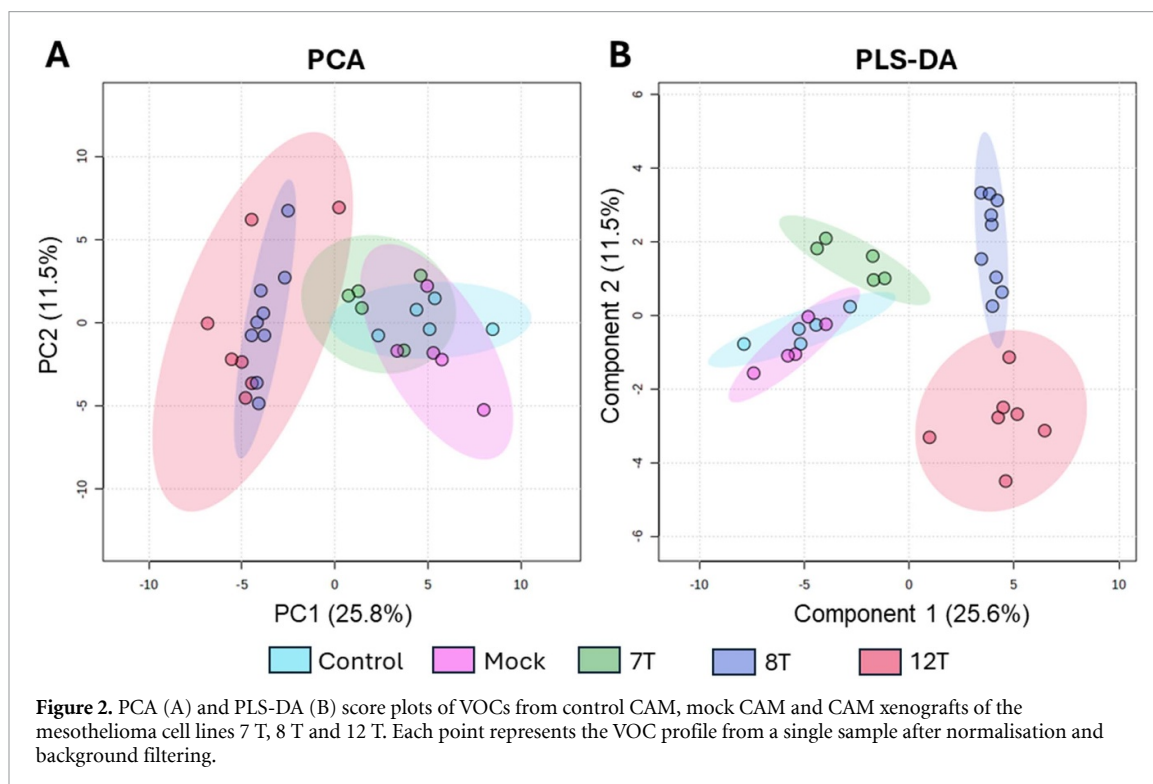 A
PCA
10
5
0
-5
-10
PC2 (11.5%)
-10
-5
0
5
10
PC1 (25.8%)
B
PLS-DA
6
4
2
0
-2
-4
-6
Component 2 (11.5%)
-10
-5
0
5
10
Component 1 (25.6%)
Control
Mock
7T
8T
12T
Figure 2. PCA (A) and PLS-DA (B) score plots of VOCs from control CAM, mock CAM and CAM xenografts of the
mesothelioma cell lines 7 T, 8 T and 12 T. Each point represents the VOC profile from a single sample after normalisation and
background filtering.